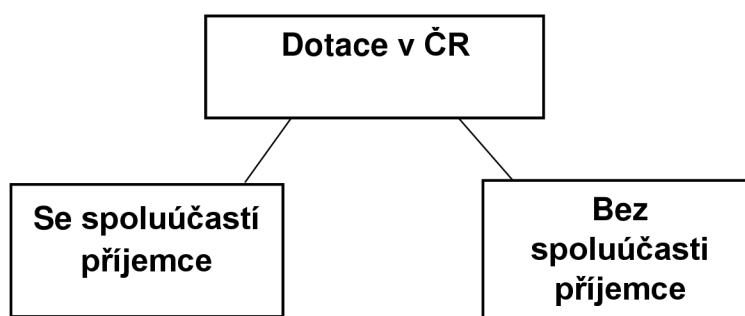 Dotace v ČR
Se spoluúčastí
příjemce
Bez
spoluúčasti
příjemce